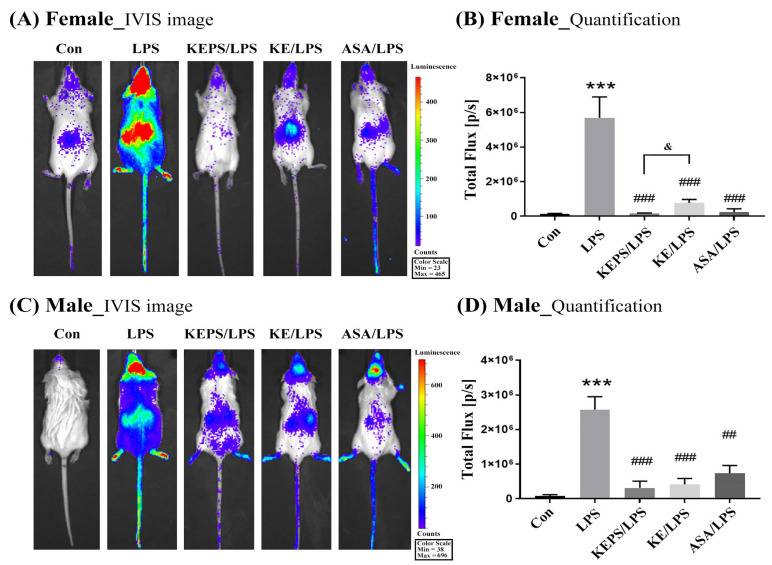 (A) Female_IVIS image
Con LPS KEPS/LPS KE/LPS ASA/LPS
Luminescence
400
300
200
100
Counts
Color Scale
Min = 23
Max = 465
(B) Female_Quantification
Total Flux [p/s]
8×10⁶
6×10⁶
4×10⁶
2×10⁶
0
***
&
### ### ###
Con LPS KEPS/LPS KE/LPS ASA/LPS
(C) Male_IVIS image
Con LPS KEPS/LPS KE/LPS ASA/LPS
Luminescence
600
400
200
Counts
Color Scale
Min = 38
Max = 696
(D) Male_Quantification
Total Flux [p/s]
4×10⁶
3×10⁶
2×10⁶
1×10⁶
0
***
### ### ##
Con LPS KEPS/LPS KE/LPS ASA/LPS